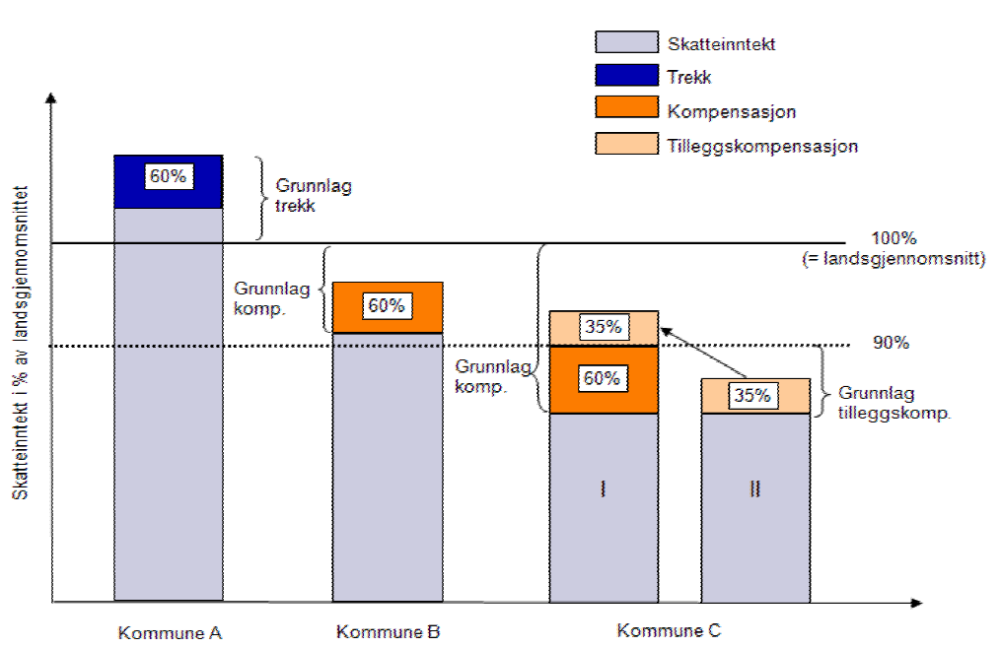 Skatteinntekt
Trekk
Kompensasjon
Tilleggskompensasjon
Skatteinntekt i % av landsgjennomsnittet
60%
Grunnlag
trekk
100%
(= landsgjennomsnitt)
Grunnlag
komp.
60%
35%
90%
Grunnlag
komp.
60%
35%
Grunnlag
tilleggskomp.
I
II
Kommune A
Kommune B
Kommune C